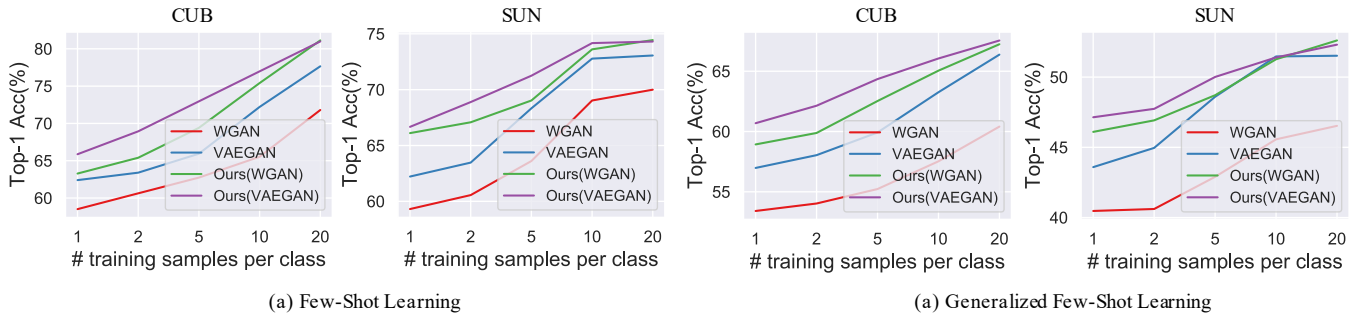 CUB
Top-1 Acc(%)
80
75
70
65
60
WGAN
VAEGAN
Ours(WGAN)
Ours(VAEGAN)
1 2 5 10 20
# training samples per class
SUN
Top-1 Acc(%)
75
70
65
60
WGAN
VAEGAN
Ours(WGAN)
Ours(VAEGAN)
1 2 5 10 20
# training samples per class
(a) Few-Shot Learning
CUB
Top-1 Acc(%)
65
60
55
WGAN
VAEGAN
Ours(WGAN)
Ours(VAEGAN)
1 2 5 10 20
# training samples per class
SUN
Top-1 Acc(%)
50
45
40
WGAN
VAEGAN
Ours(WGAN)
Ours(VAEGAN)
1 2 5 10 20
# training samples per class
(a) Generalized Few-Shot Learning